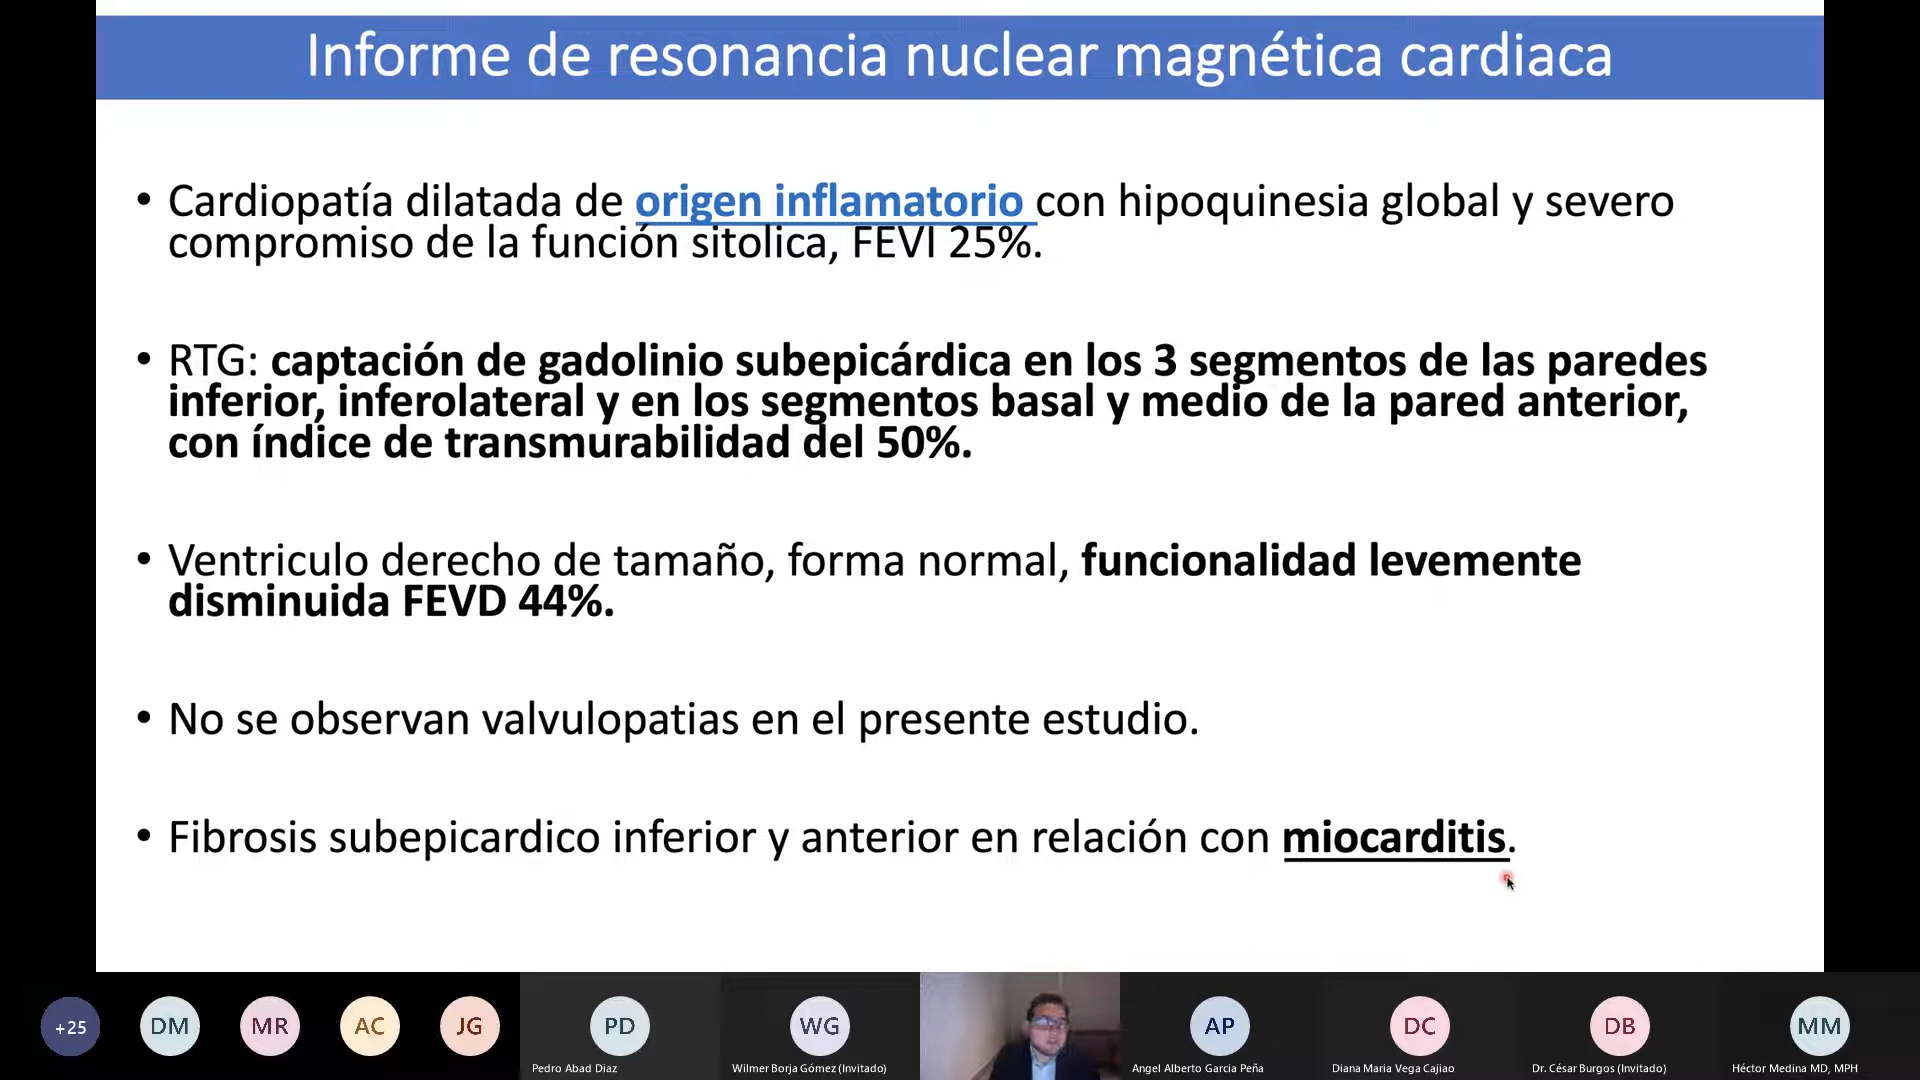 Informe de resonancia nuclear magnética cardiaca
• Cardiopatía dilatada de origen inflamatorio con hipoquinesia global y severo
compromiso de la función sitolica, FEVI 25%.
• RTG: captación de gadolinio subepicárdica en los 3 segmentos de las paredes
inferior, inferolateral y en los segmentos basal y medio de la pared anterior,
con índice de transmurabilidad del 50%.
• Ventriculo derecho de tamaño, forma normal, funcionalidad levemente
disminuida FEVD 44%.
• No se observan valvulopatias en el presente estudio.
• Fibrosis subepicardico inferior y anterior en relación con miocarditis.
+25 DM MR AC JG PD WG AP DC DB MM
Pedro Abad Diaz Wilmer Borja Gómez (Invitado) Angel Alberto Garcia Peña Diana Maria Vega Cajiao Dr. César Burgos (Invitado) Héctor Medina MD, MPH